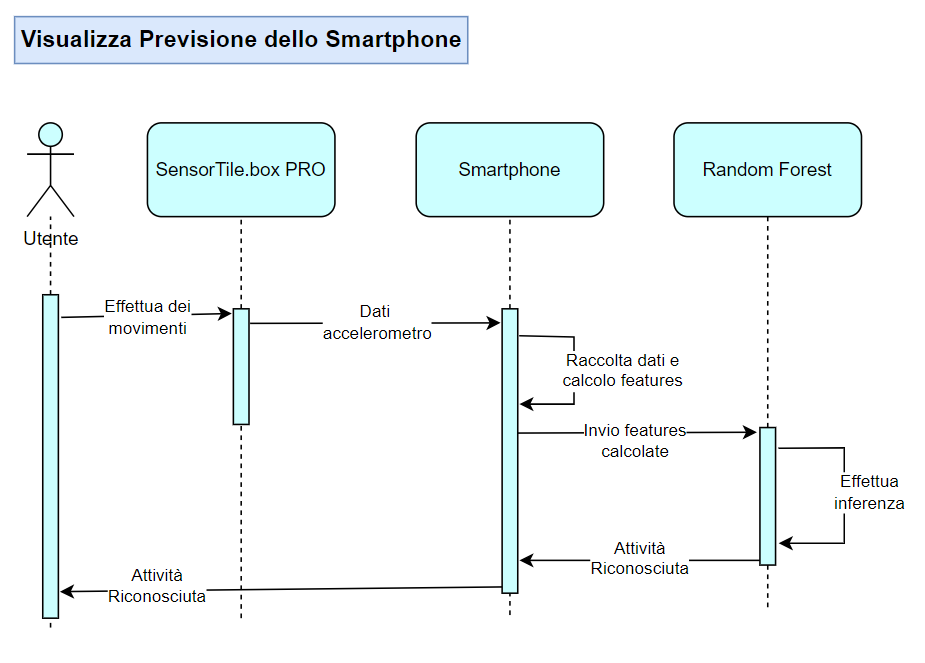 Visualizza Previsione dello Smartphone
SensorTile.box PRO
Smartphone
Random Forest
Utente
Effettua dei
movimenti
Dati
accelerometro
Raccolta dati e
calcolo features
Invio features
calcolate
Effettua
inferenza
Attività
Riconosciuta
Attività
Riconosciuta